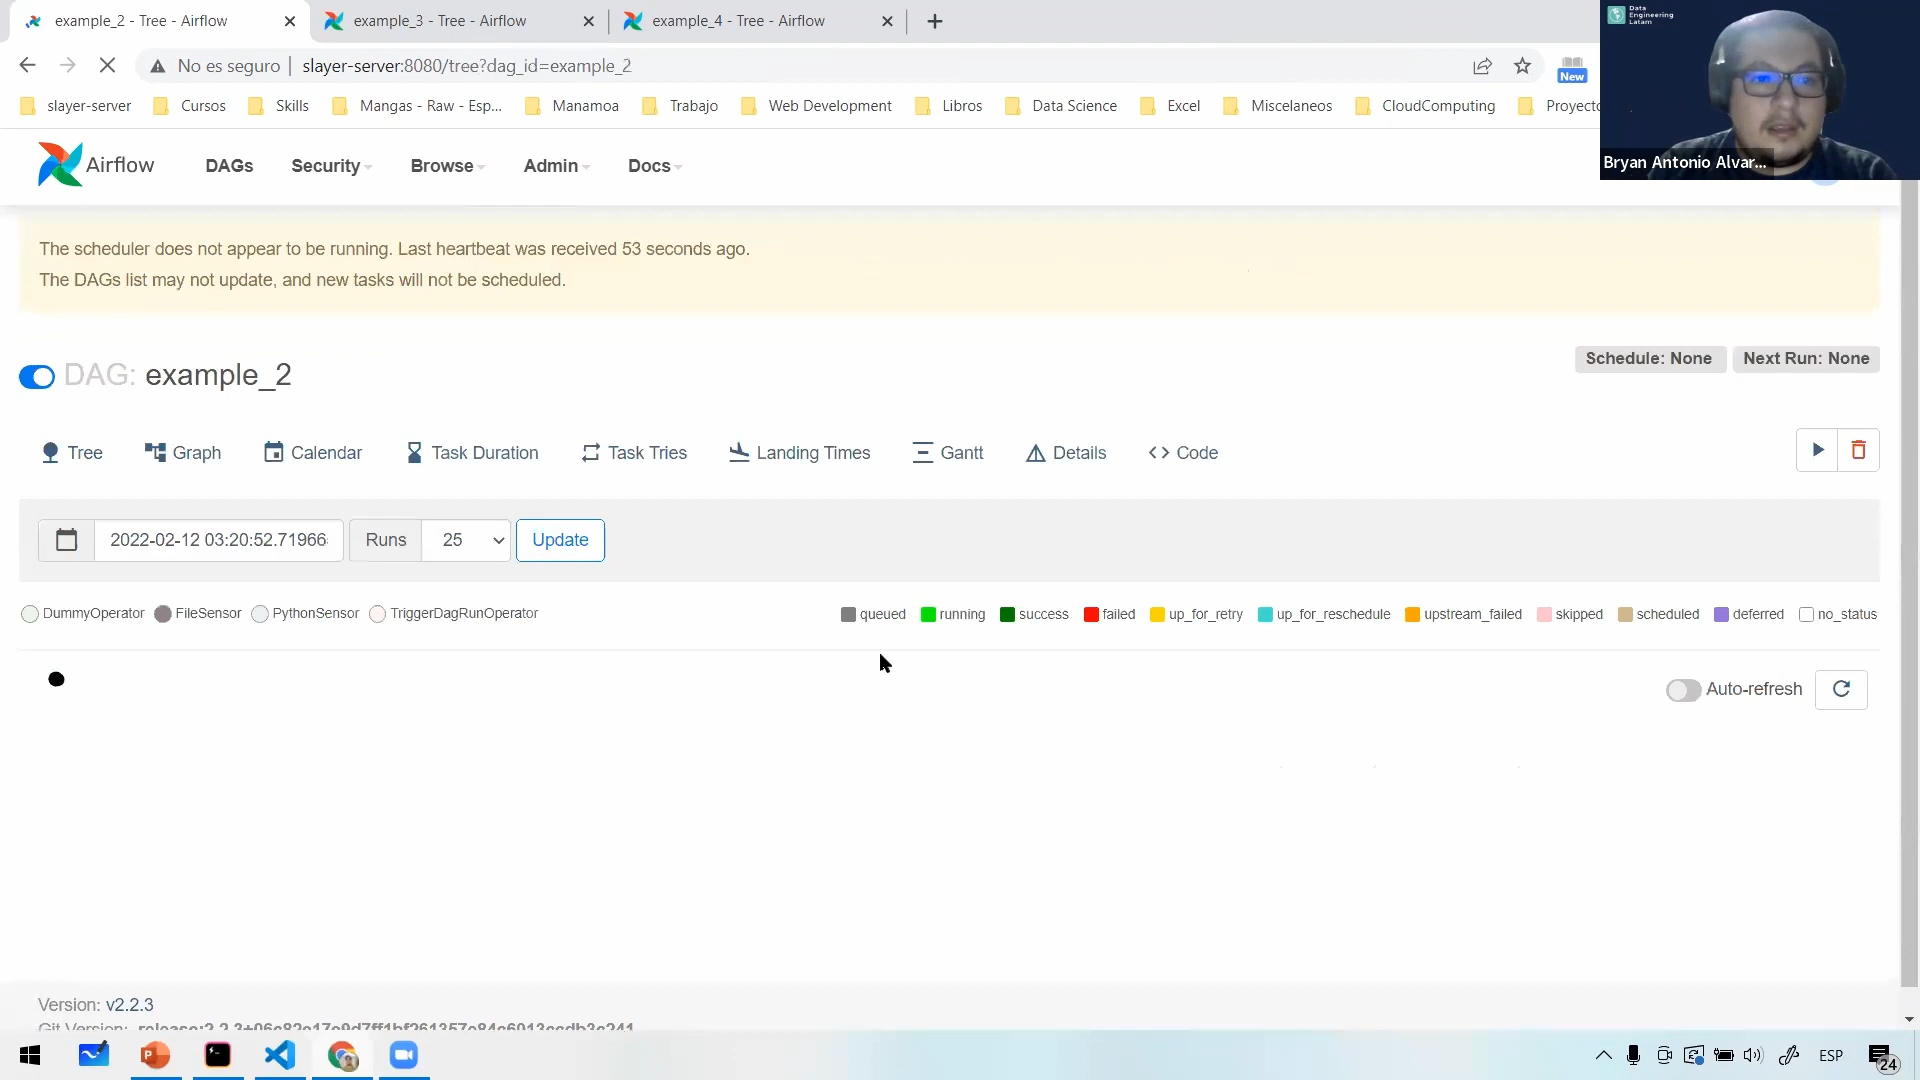 example_2 - Tree - Airflow
example_3 - Tree - Airflow
example_4 - Tree - Airflow
Data Engineering Latam
No es seguro
slayer-server:8080/tree?dag_id=example_2
New
slayer-server
Cursos
Skills
Mangas - Raw - Esp...
Manamoa
Trabajo
Web Development
Libros
Data Science
Excel
Miscelaneos
CloudComputing
Bryan Antonio Alvar...
Airflow
DAGs
Security
Browse
Admin
Docs
The scheduler does not appear to be running. Last heartbeat was received 53 seconds ago.
The DAGs list may not update, and new tasks will not be scheduled.
DAG: example_2
Schedule: None
Next Run: None
Tree
Graph
Calendar
Task Duration
Task Tries
Landing Times
Gantt
Details
Code
2022-02-12 03:20:52.71966
Runs
25
Update
DummyOperator
FileSensor
PythonSensor
TriggerDagRunOperator
queued
running
success
failed
up_for_retry
up_for_reschedule
upstream_failed
skipped
scheduled
deferred
no_status
Auto-refresh
Version: v2.2.3
Git Version:
ESP
24